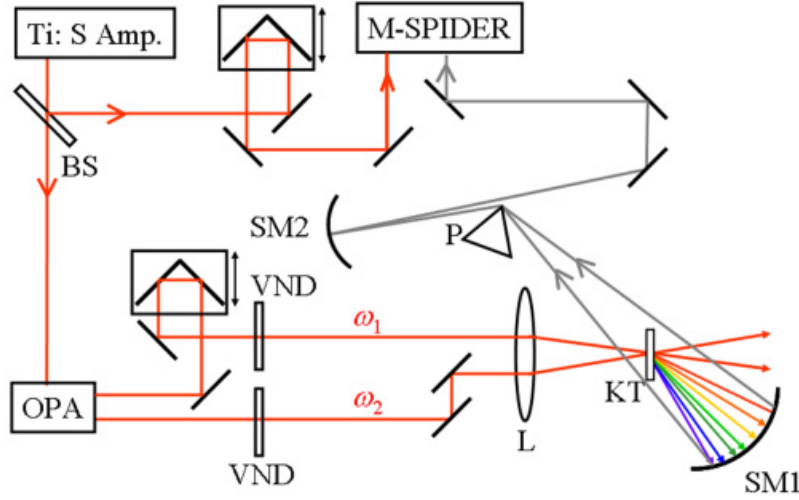 Ti: S Amp.
M-SPIDER
BS
SM2
P
VND
ω1
KT
OPA
ω2
L
VND
SM1